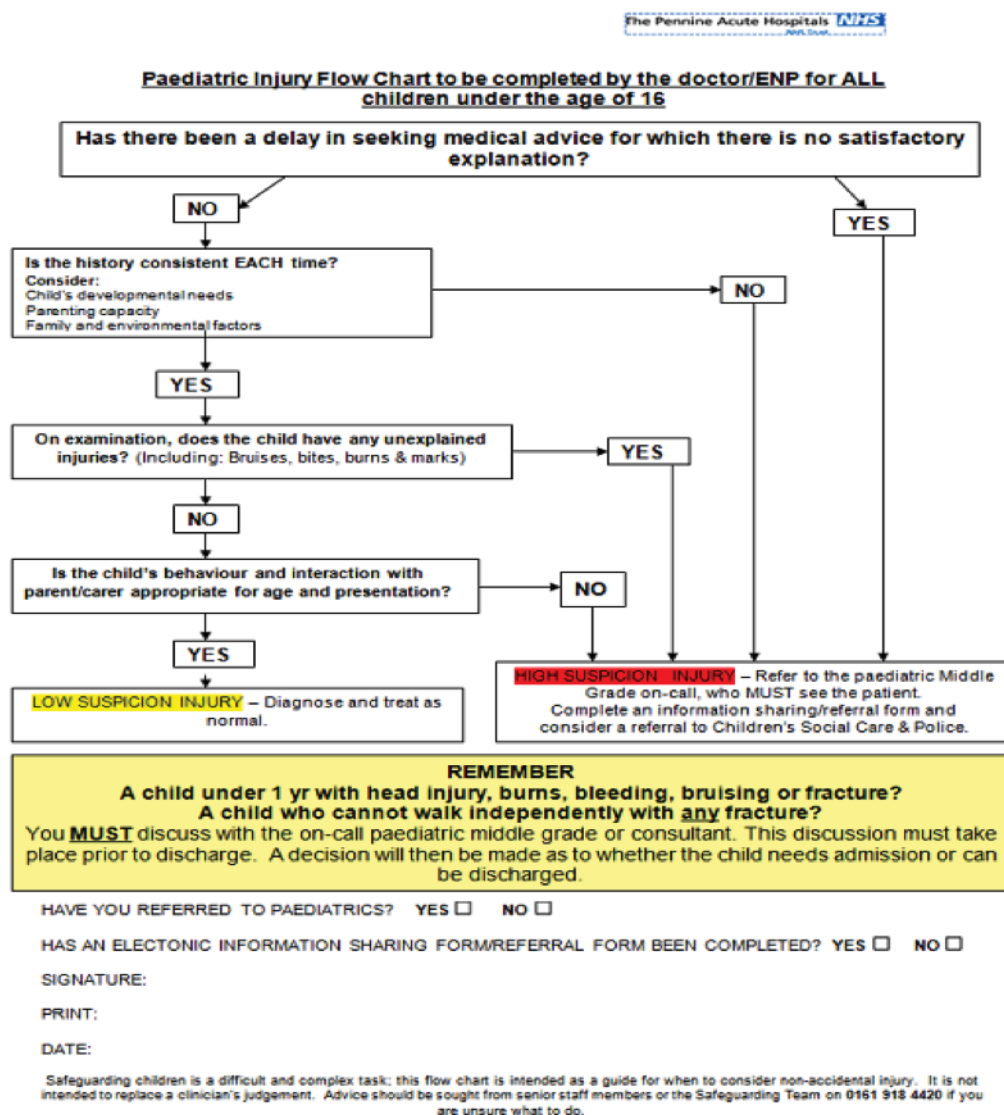 The Pennine Acute Hospitals NHS
NHS Trust
Paediatric Injury Flow Chart to be completed by the doctor/ENP for ALL
children under the age of 16
Has there been a delay in seeking medical advice for which there is no satisfactory
explanation?
NO
YES
Is the history consistent EACH time?
Consider:
Child's developmental needs
Parenting capacity
Family and environmental factors
NO
YES
On examination, does the child have any unexplained
injuries? (Including: Bruises, bites, burns & marks)
YES
NO
Is the child's behaviour and interaction with
parent/carer appropriate for age and presentation?
NO
YES
LOW SUSPICION INJURY – Diagnose and treat as
normal.
HIGH SUSPICION INJURY – Refer to the paediatric Middle
Grade on-call, who MUST see the patient.
Complete an information sharing/referral form and
consider a referral to Children's Social Care & Police.
REMEMBER
A child under 1 yr with head injury, burns, bleeding, bruising or fracture?
A child who cannot walk independently with any fracture?
You MUST discuss with the on-call paediatric middle grade or consultant. This discussion must take
place prior to discharge. A decision will then be made as to whether the child needs admission or can
be discharged.
HAVE YOU REFERRED TO PAEDIATRICS? YES ☐ NO ☐
HAS AN ELECTONIC INFORMATION SHARING FORM/REFERRAL FORM BEEN COMPLETED? YES ☐ NO ☐
SIGNATURE:
PRINT:
DATE:
Safeguarding children is a difficult and complex task; this flow chart is intended as a guide for when to consider non-accidental injury. It is not
intended to replace a clinician's judgement. Advice should be sought from senior staff members or the Safeguarding Team on 0161 918 4420 if you
are unsure what to do.